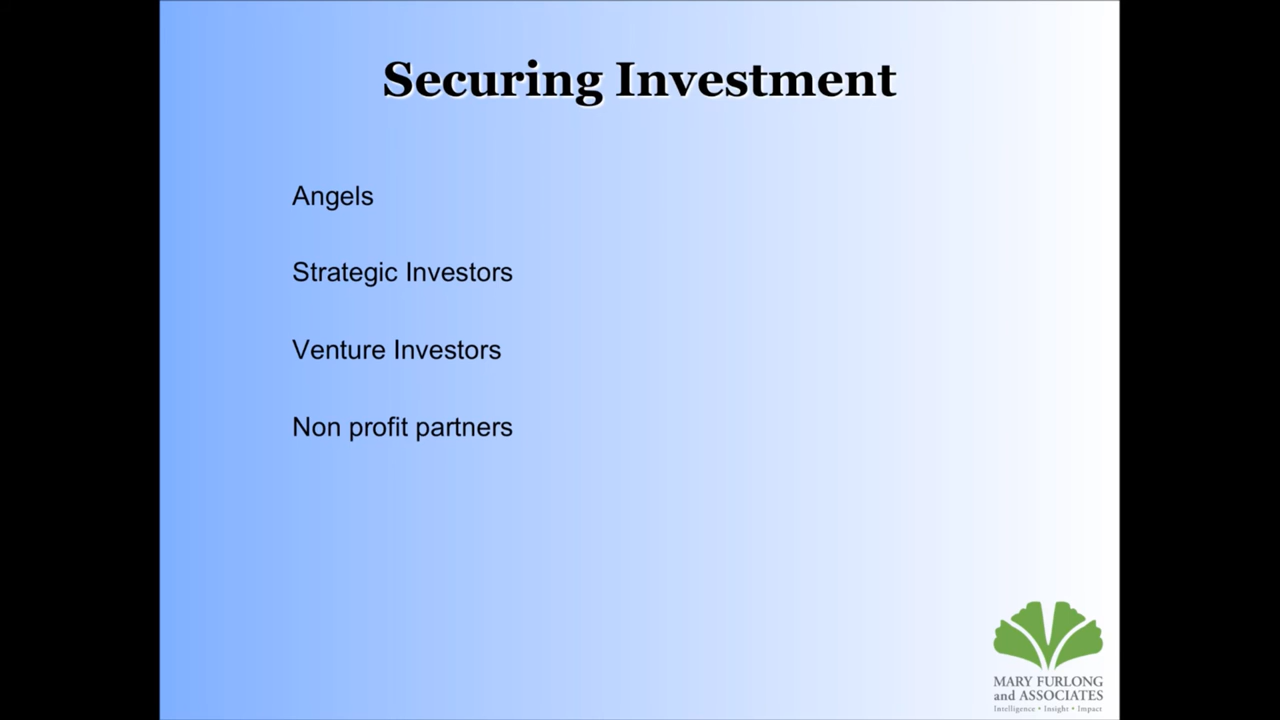 Securing Investment
Angels
Strategic Investors
Venture Investors
Non profit partners
MARY FURLONG
and ASSOCIATES
Intelligence • Insight • Impact